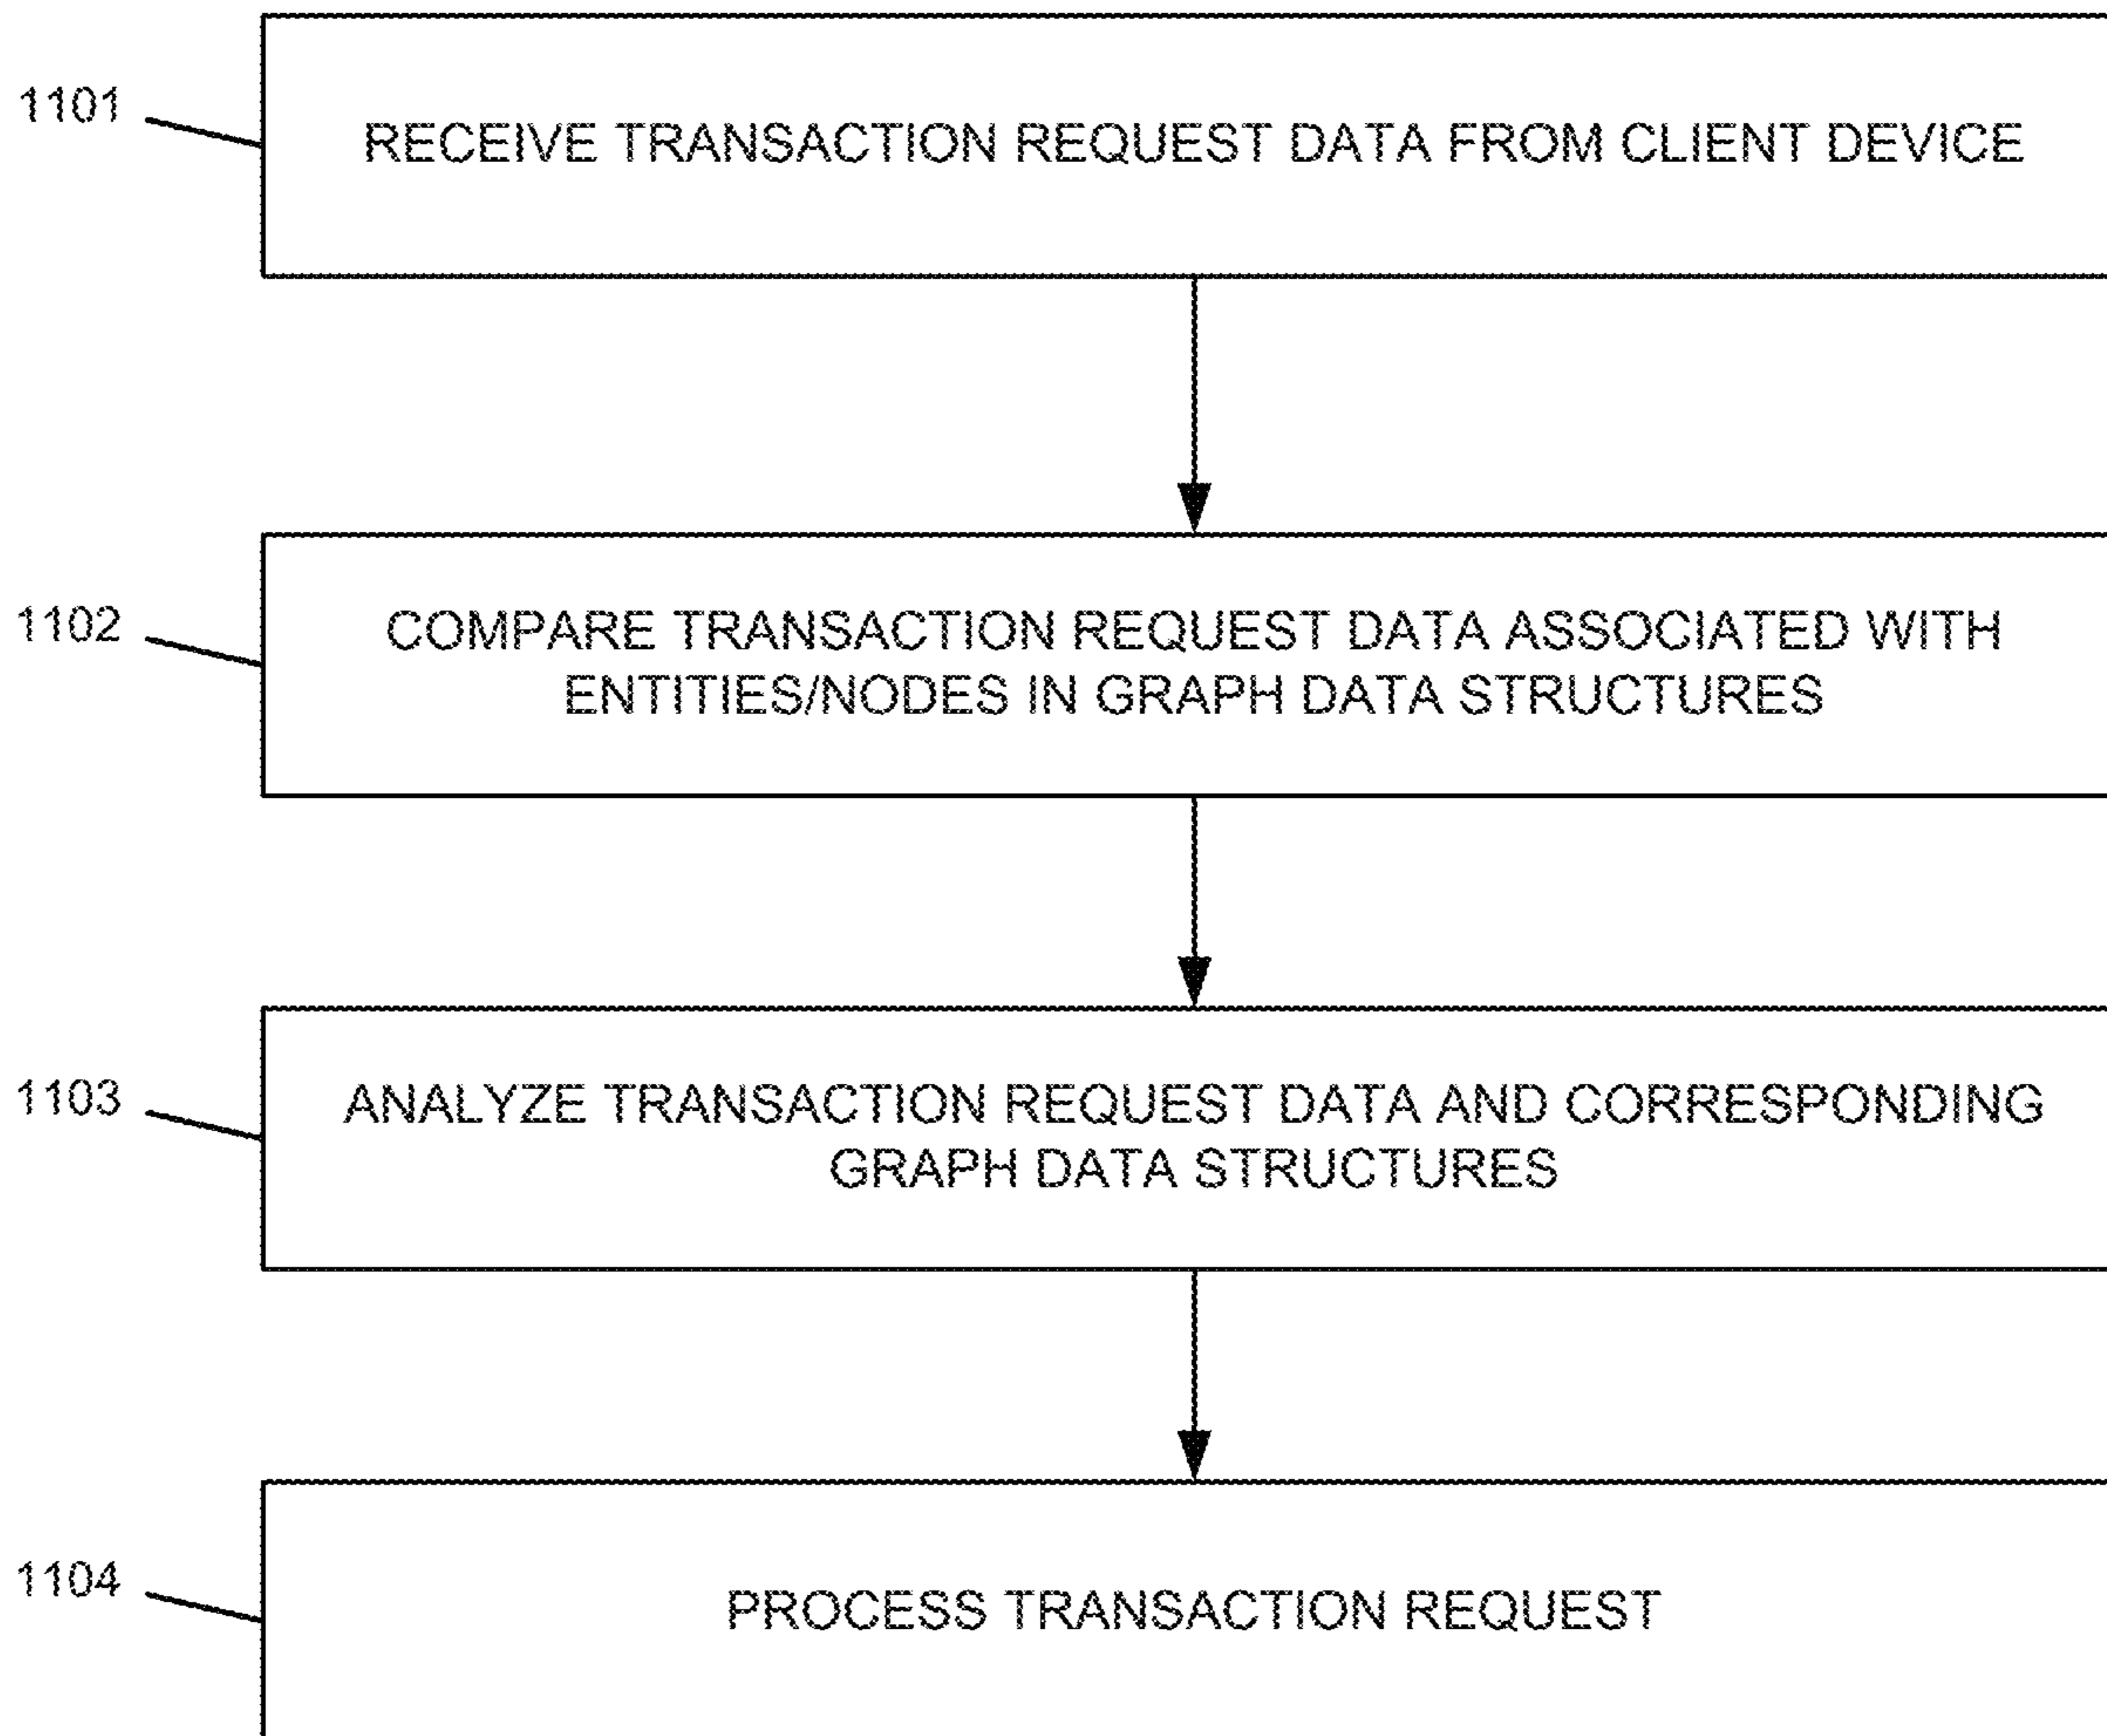 1101
RECEIVE TRANSACTION REQUEST DATA FROM CLIENT DEVICE
1102
COMPARE TRANSACTION REQUEST DATA ASSOCIATED WITH
ENTITIES/NODES IN GRAPH DATA STRUCTURES
1103
ANALYZE TRANSACTION REQUEST DATA AND CORRESPONDING
GRAPH DATA STRUCTURES
1104
PROCESS TRANSACTION REQUEST